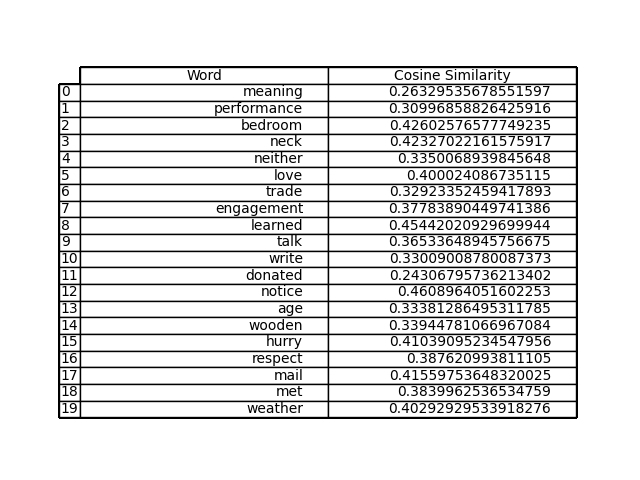 Word Cosine Similarity
0 meaning 0.26329535678551597
1 performance 0.30996858826425916
2 bedroom 0.42602576577749235
3 neck 0.42327022161575917
4 neither 0.3350068939845648
5 love 0.400024086735115
6 trade 0.32923352459417893
7 engagement 0.37783890449741386
8 learned 0.45442020929699944
9 talk 0.36533648945756675
10 write 0.33009008780087373
11 donated 0.24306795736213402
12 notice 0.4608964051602253
13 age 0.33381286495311785
14 wooden 0.33944781066967084
15 hurry 0.41039095234547956
16 respect 0.387620993811105
17 mail 0.41559753648320025
18 met 0.3839962536534759
19 weather 0.40292929533918276